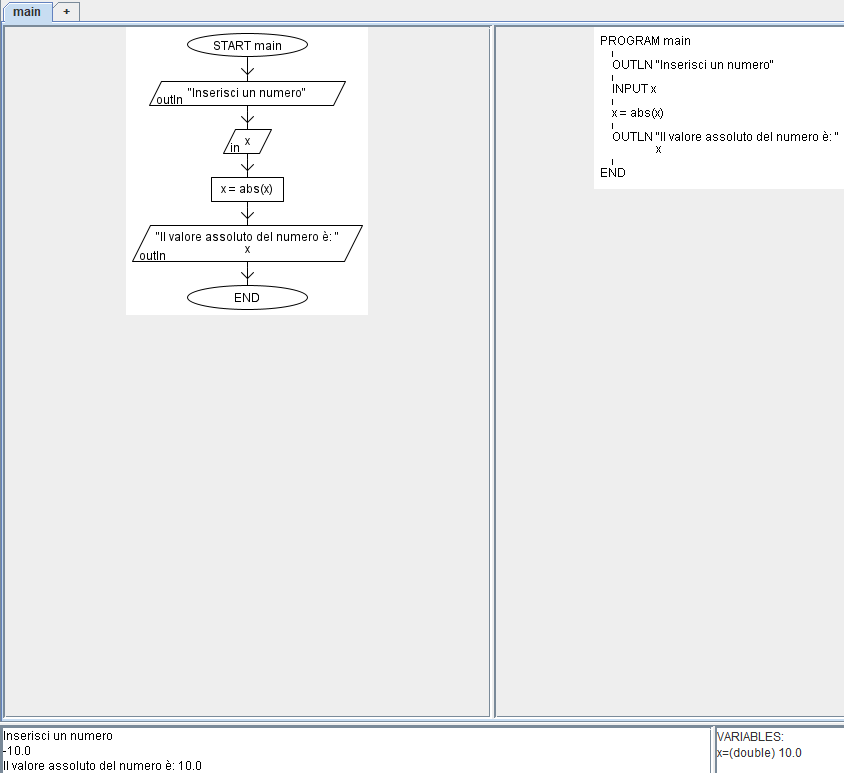 main
+
START main
outln "Inserisci un numero"
in x
x = abs(x)
"Il valore assoluto del numero è: "
x
outln
END
PROGRAM main
OUTLN "Inserisci un numero"
INPUT x
x = abs(x)
OUTLN "Il valore assoluto del numero è: "
x
END
Inserisci un numero
-10.0
Il valore assoluto del numero è: 10.0
VARIABLES:
x=(double) 10.0